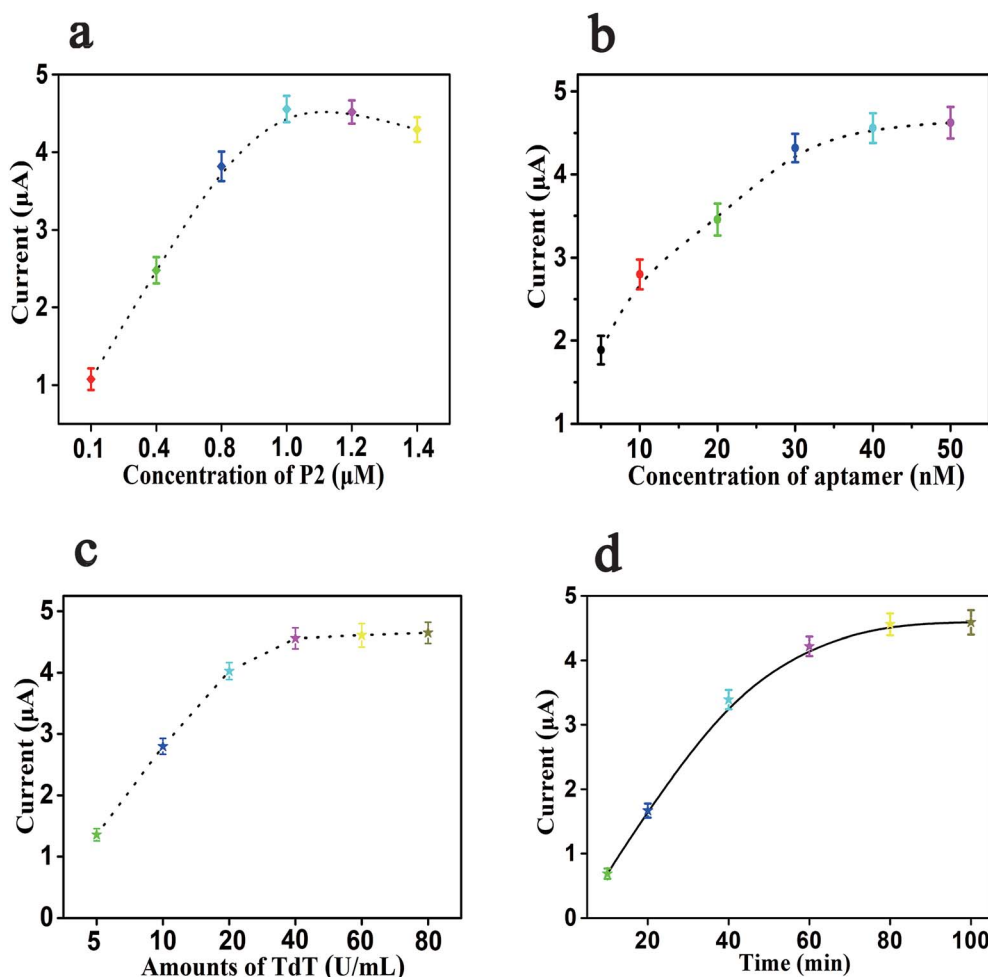 a
5
4
3
2
1
Current (µA)
0.1 0.4 0.8 1.0 1.2 1.4
Concentration of P2 (µM)
b
5
4
3
2
1
Current (µA)
10 20 30 40 50
Concentration of aptamer (nM)
c
5
4
3
2
1
0
Current (µA)
5 10 20 40 60 80
Amounts of TdT (U/mL)
d
5
4
3
2
1
0
Current (µA)
20 40 60 80 100
Time (min)